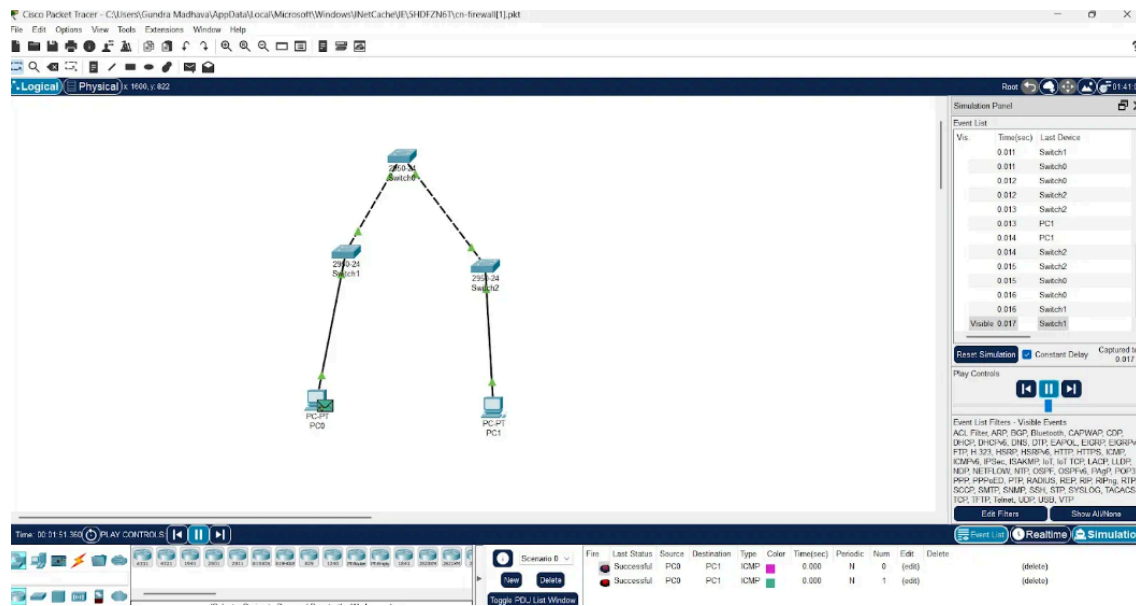 Cisco Packet Tracer - C:\Users\Gundra Madhava\AppData\Local\Microsoft\Windows\INetCache\IE\5HDFZN6T\cn-firewall[1].pkt
File Edit Options View Tools Extensions Window Help
Logical Physical x: 1600, y: 822 Root
Simulation Panel
Event List
Vis. Time(sec) Last Device
0.011 Switch1
0.011 Switch0
0.012 Switch0
0.012 Switch2
0.013 Switch2
0.013 PC1
0.014 PC1
0.014 Switch2
0.015 Switch2
0.015 Switch0
0.016 Switch0
0.016 Switch1
Visible 0.017 Switch1
Reset Simulation Constant Delay Captured to
0.017
Play Controls
Event List Filters - Visible Events
ACL Filter, ARP, BGP, Bluetooth, CAPWAP, CDP,
DHCP, DHCPv6, DNS, DTP, EAPOL, EIGRP, EIGRPv
FTP, H.323, HSRP, HSRPv6, HTTP, HTTPS, ICMP,
ICMPv6, IPSec, ISAKMP, IoT, IoT TCP, LACP, LLDP,
NDP, NETFLOW, NTP, OSPF, OSPFv6, PAgP, POP3
PPP, PPPoED, PTP, RADIUS, REP, RIP, RIPng, RTP
SCCP, SMTP, SNMP, SSH, STP, SYSLOG, TACACS
TCP, TFTP, Telnet, UDP, USB, VTP
Edit Filters Show All/None
Event List Realtime Simulatio
2950-24
Switch0
2950-24
Switch1
2950-24
Switch2
PC-PT
PC0
PC-PT
PC1
Time: 00:01:51.360 PLAY CONTROLS:
Scenario 0
New Delete
Toggle PDU List Window
Fire Last Status Source Destination Type Color Time(sec) Periodic Num Edit Delete
Successful PC0 PC1 ICMP 0.000 N 0 (edit) (delete)
Successful PC0 PC1 ICMP 0.000 N 1 (edit) (delete)